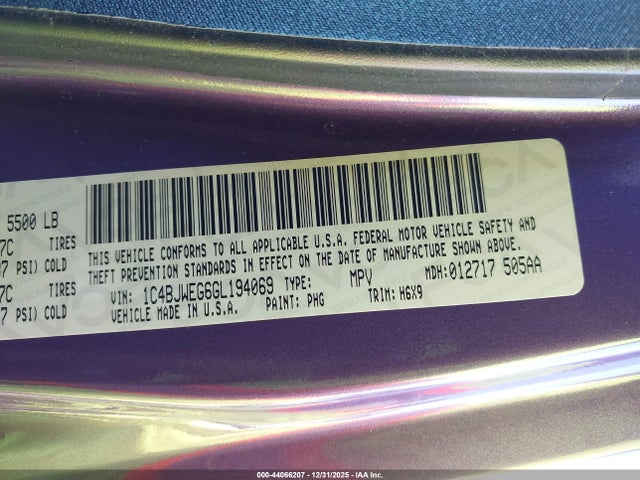 5500 LB
7C TIRES
7 PSI) COLD
7C TIRES
7 PSI) COLD
THIS VEHICLE CONFORMS TO ALL APPLICABLE U.S.A. FEDERAL MOTOR VEHICLE SAFETY AND
THEFT PREVENTION STANDARDS IN EFFECT ON THE DATE OF MANUFACTURE SHOWN ABOVE.
VIN: 1C4BJWEG6GL194069 TYPE: MPV MDH:012717 505AA
VEHICLE MADE IN U.S.A. PAINT: PHG TRIM: H6X9
000-44066207 - 12/31/2025 - IAA Inc.